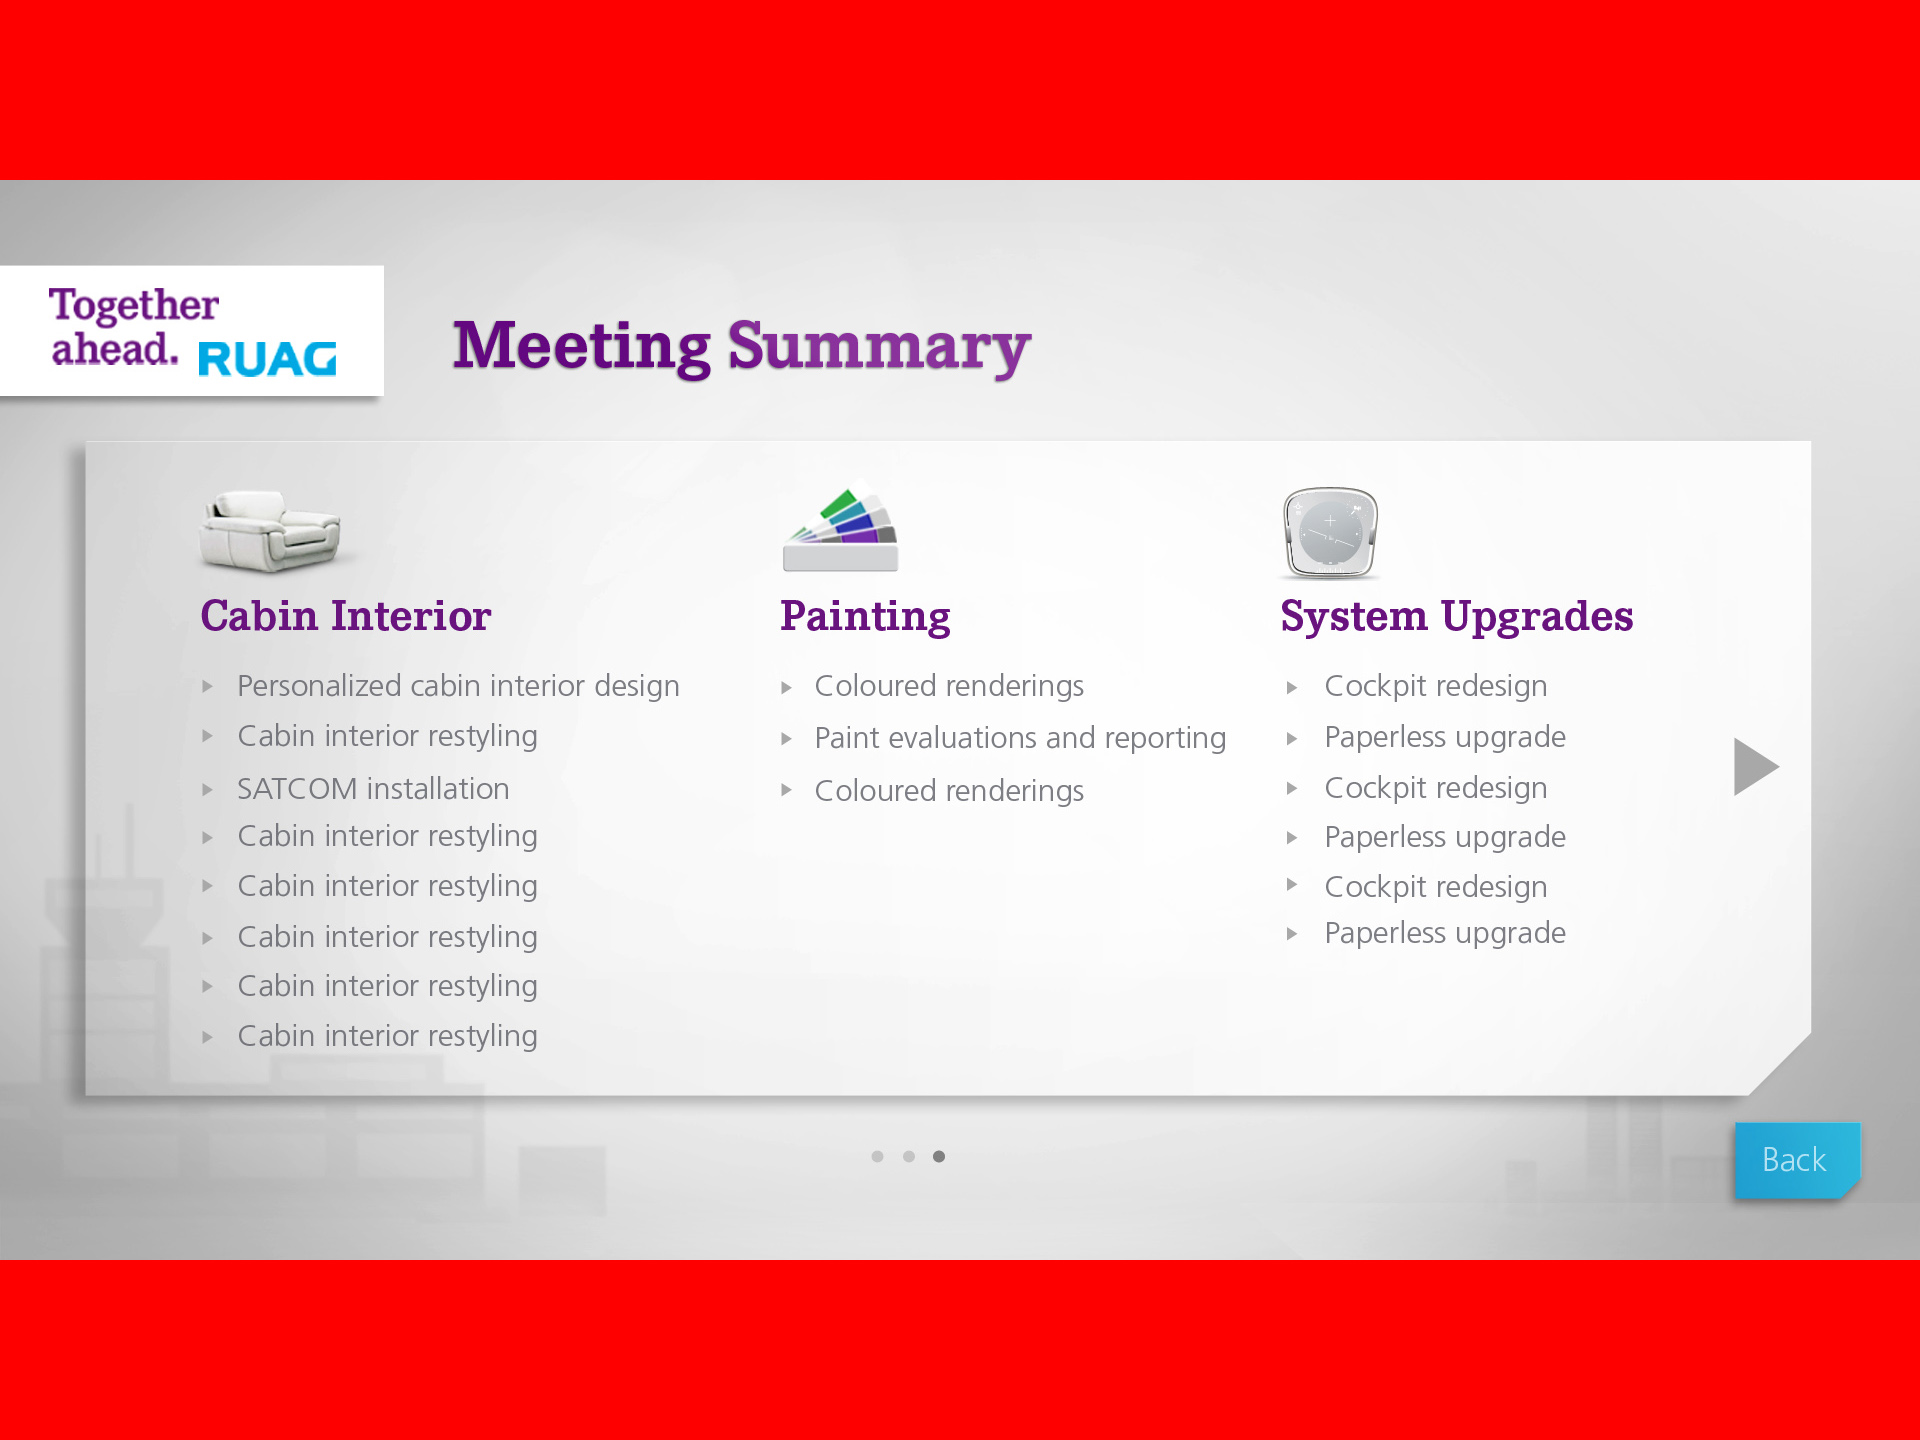 Together
ahead. RUAG
Meeting Summary
Cabin Interior
Personalized cabin interior design
Cabin interior restyling
SATCOM installation
Cabin interior restyling
Cabin interior restyling
Cabin interior restyling
Cabin interior restyling
Cabin interior restyling
Painting
Coloured renderings
Paint evaluations and reporting
Coloured renderings
System Upgrades
Cockpit redesign
Paperless upgrade
Cockpit redesign
Paperless upgrade
Cockpit redesign
Paperless upgrade
Back